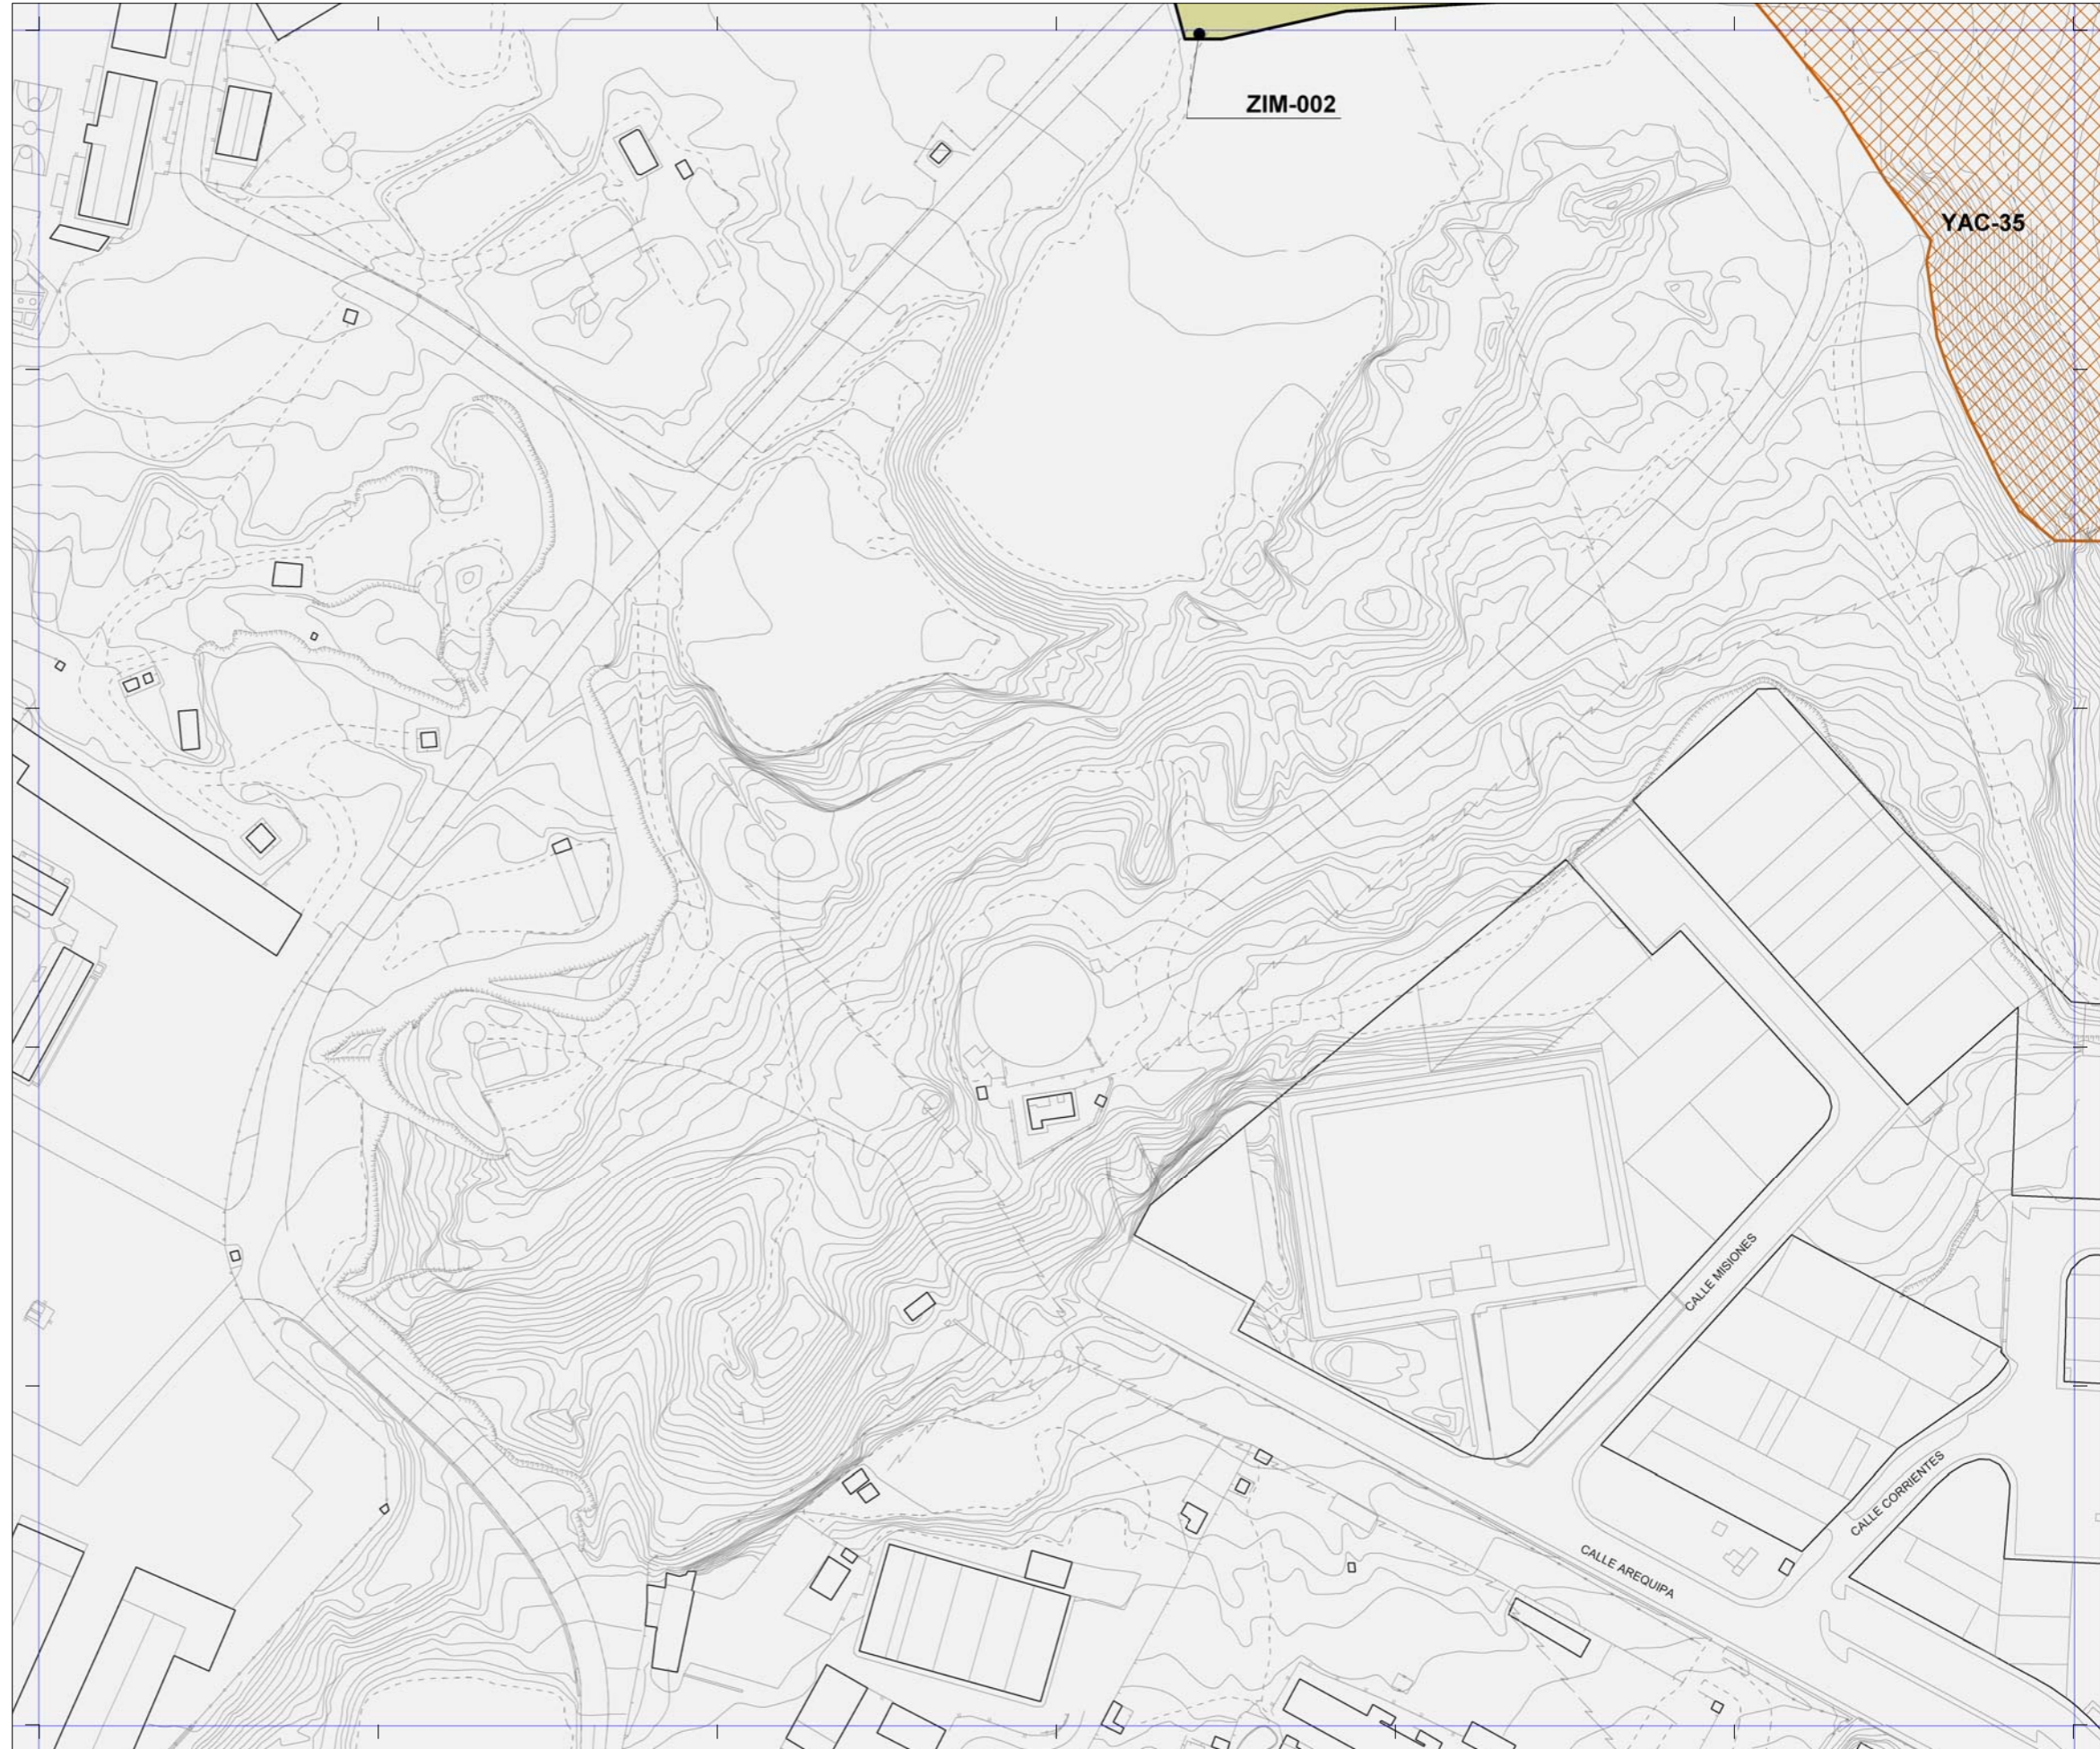 ZIM-002
YAC-35
CALLE MISIONES
CALLE CORRIENTES
CALLE AREQUIPA